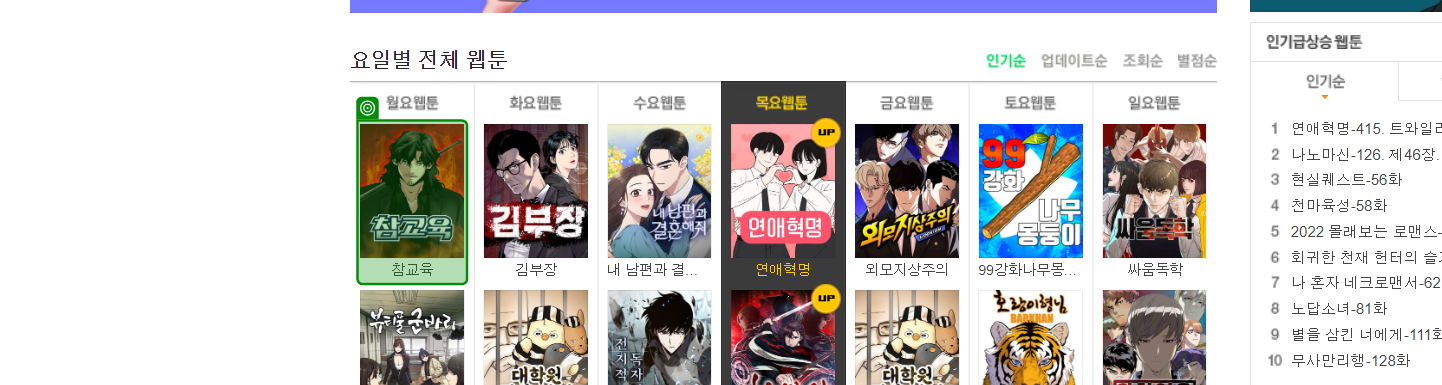 요일별 전체 웹툰
인기순 업데이트순 조회순 별점순
월요웹툰 화요웹툰 수요웹툰 목요웹툰 금요웹툰 토요웹툰 일요웹툰
참교육
김부장
내 남편과
결혼해줘
UP
연애혁명
외모지상주의
LOOKISM
99
강화
나무
몽둥이
싸움독학
참교육 김부장 내 남편과 결... 연애혁명 외모지상주의 99강화나무몽... 싸움독학
뷰티풀 군바리
대학원
전지적
독자
UP
대학원
호랑이형님
BARKHAN
인기급상승 웹툰
인기순
1 연애혁명-415. 트와일라
2 나노마신-126. 제46장.
3 현실퀘스트-56화
4 천마육성-58화
5 2022 몰래보는 로맨스-
6 회귀한 천재 헌터의 슬
7 나 혼자 네크로맨서-62
8 노답소녀-81화
9 별을 삼킨 너에게-111화
10 무사만리행-128화